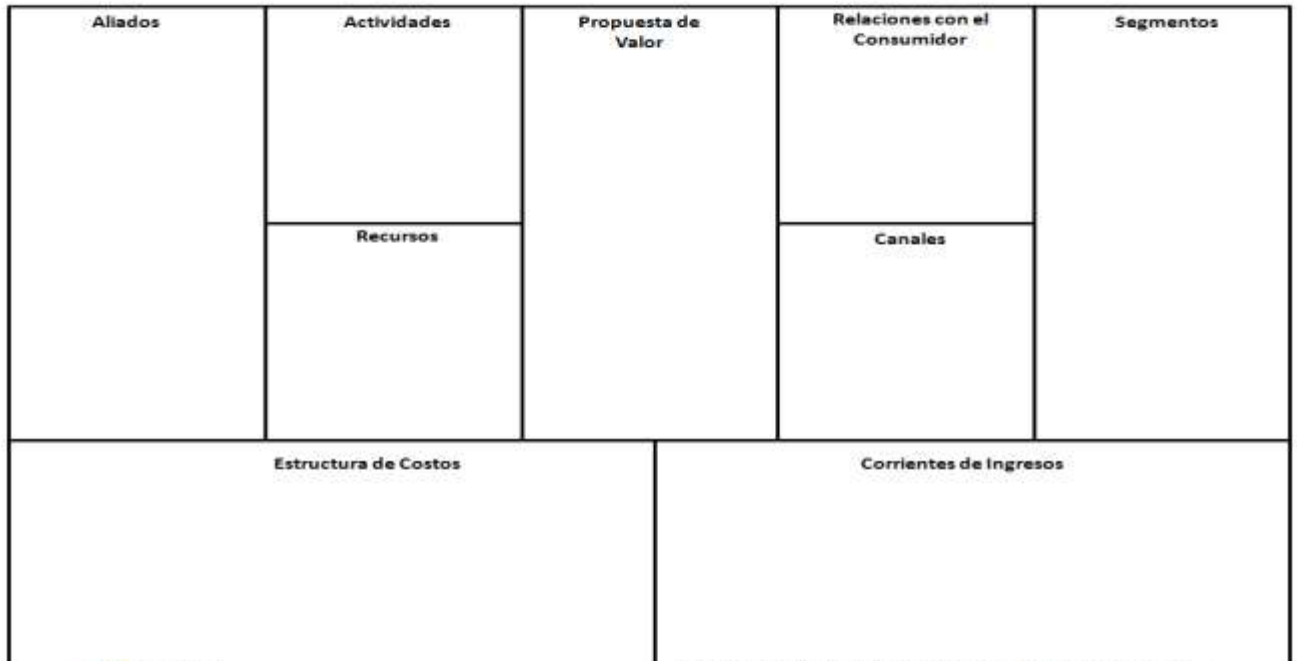 Aliados
Actividades
Propuesta de
Valor
Relaciones con el
Consumidor
Segmentos
Recursos
Canales
Estructura de Costos
Corrientes de Ingresos